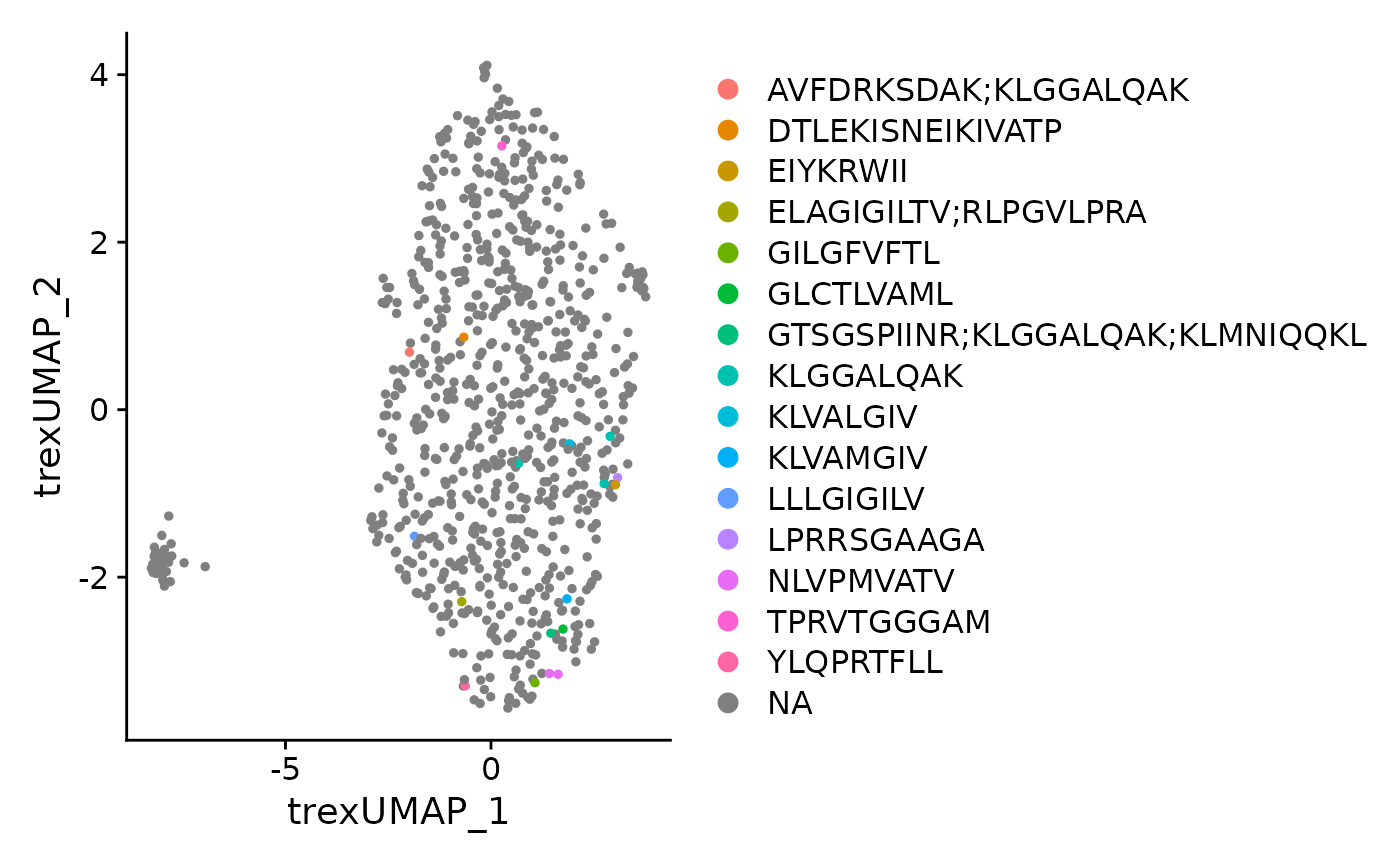 4
2
0
-2
-5
0
trexUMAP_1
trexUMAP_2
AVFDRKSDAK;KLGGALQAK
DTLEKISNEIKIVATP
EIYKRWII
ELAGIGILTV;RLPGVLPRA
GILGFVFTL
GLCTLVAML
GTSGSPIINR;KLGGALQAK;KLMNIQQKL
KLGGALQAK
KLVALGIV
KLVAMGIV
LLLGIGILV
LPRRSGAAGA
NLVPMVATV
TPRVTGGGAM
YLQPRTFLL
NA